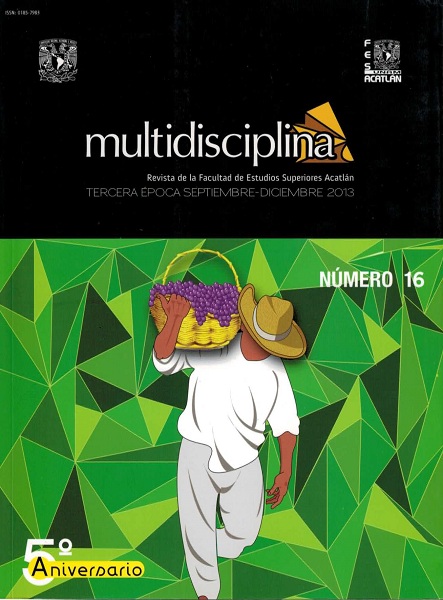 ISSN: 0185-7983
FES
UNAM
ACATLÁN
multidisciplina
Revista de la Facultad de Estudios Superiores Acatlán
TERCERA ÉPOCA SEPTIEMBRE-DICIEMBRE 2013
NÚMERO 16
5º
Aniversario